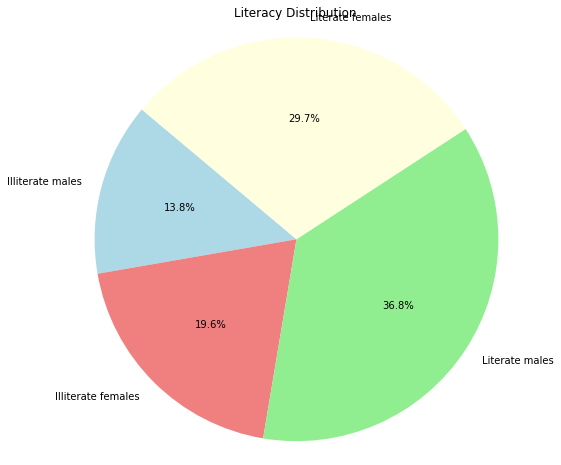 Literacy Distribution
Literate females
29.7%
Illiterate males
13.8%
36.8%
19.6%
Literate males
Illiterate females